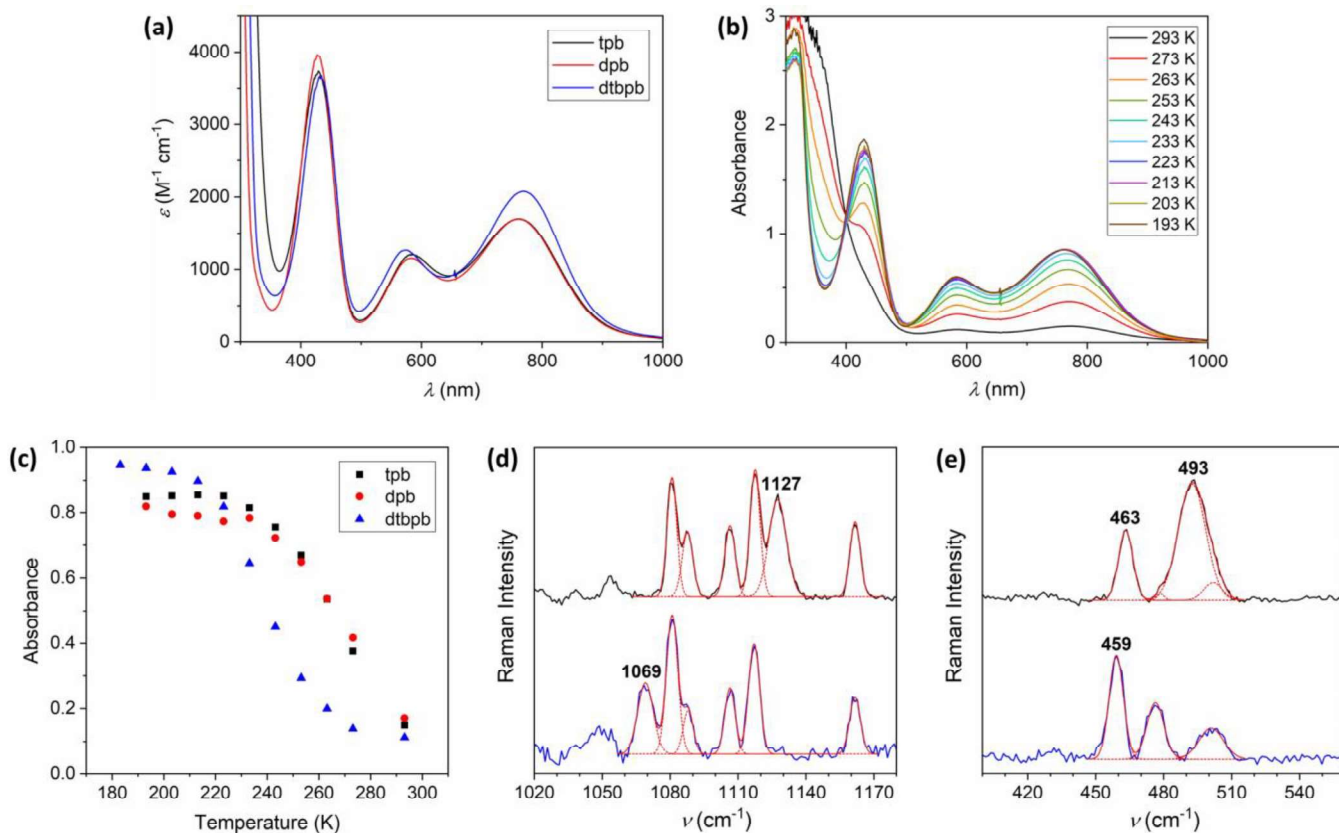 (a)
4000
3000
2000
1000
0
ε (M⁻¹ cm⁻¹)
400
600
800
1000
λ (nm)
tpb
dpb
dtbpb
(b)
3
2
1
0
Absorbance
400
600
800
1000
λ (nm)
293 K
273 K
263 K
253 K
243 K
233 K
223 K
213 K
203 K
193 K
(c)
1.0
0.8
0.6
0.4
0.2
0.0
Absorbance
180
200
220
240
260
280
300
Temperature (K)
tpb
dpb
dtbpb
(d)
Raman Intensity
1127
1069
1020
1050
1080
1110
1140
1170
ν (cm⁻¹)
(e)
Raman Intensity
493
463
459
420
460
500
540
ν (cm⁻¹)